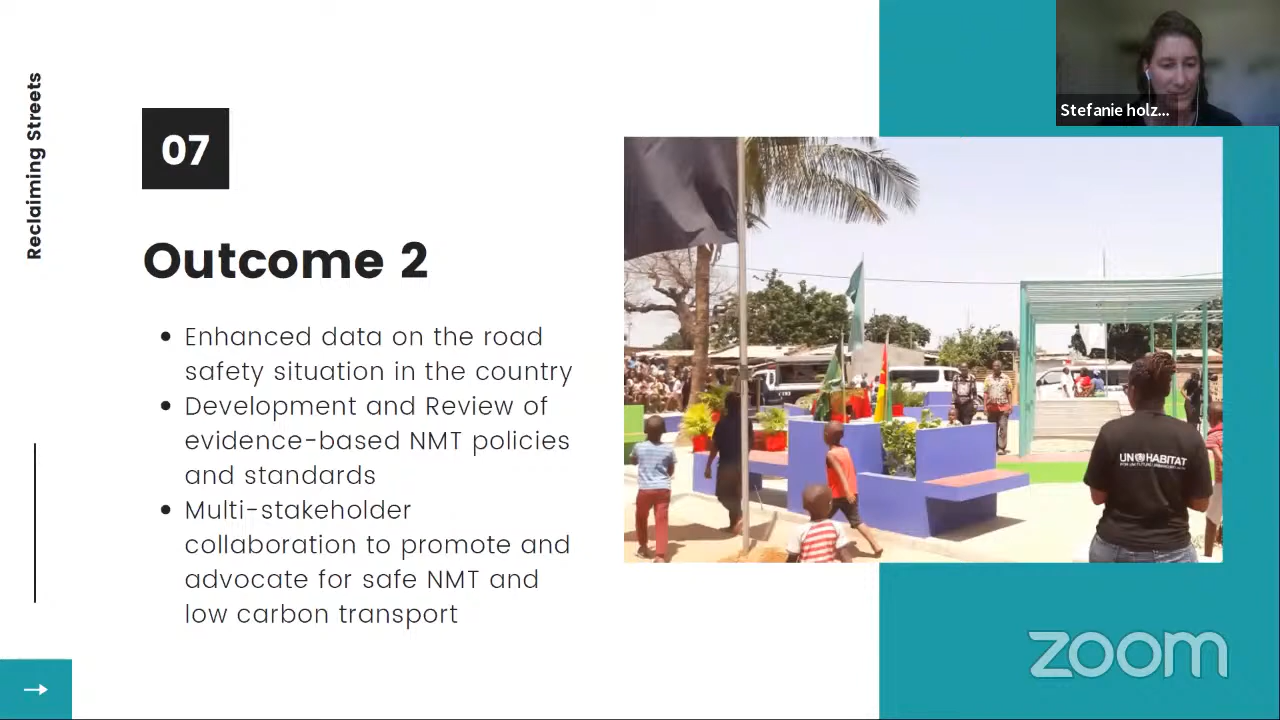 Reclaiming Streets
07
Outcome 2
• Enhanced data on the road
safety situation in the country
• Development and Review of
evidence-based NMT policies
and standards
• Multi-stakeholder
collaboration to promote and
advocate for safe NMT and
low carbon transport
Stefanie holz...
UN HABITAT
zoom